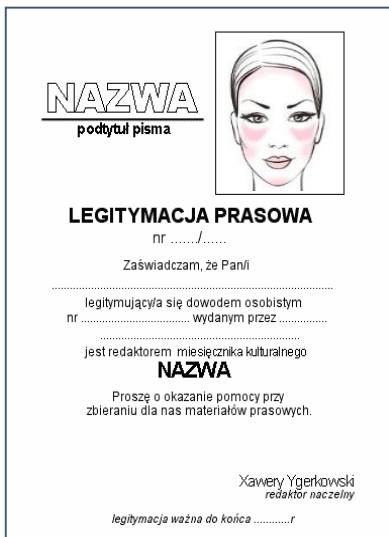 NAZWA
podtytuł pisma
LEGITYMACJA PRASOWA
nr ......./......
Zaświadczam, że Pan/i
................................................................................
legitymujący/a się dowodem osobistym
nr ................................ wydanym przez ..............
.........................................................
jest redaktorem miesięcznika kulturalnego
NAZWA
Proszę o okazanie pomocy przy
zbieraniu dla nas materiałów prasowych.
Xawery Ygerkowski
redaktor naczelny
legitymacja ważna do końca ............r